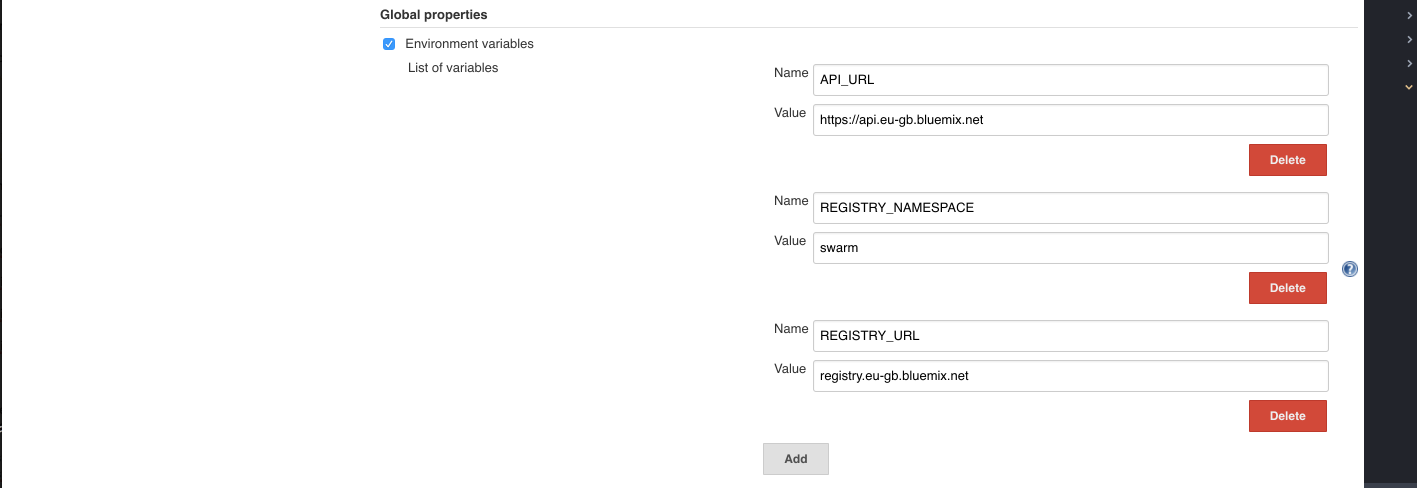 Global properties
Environment variables
List of variables
Name API_URL
Value https://api.eu-gb.bluemix.net
Delete
Name REGISTRY_NAMESPACE
Value swarm
?
Delete
Name REGISTRY_URL
Value registry.eu-gb.bluemix.net
Delete
Add